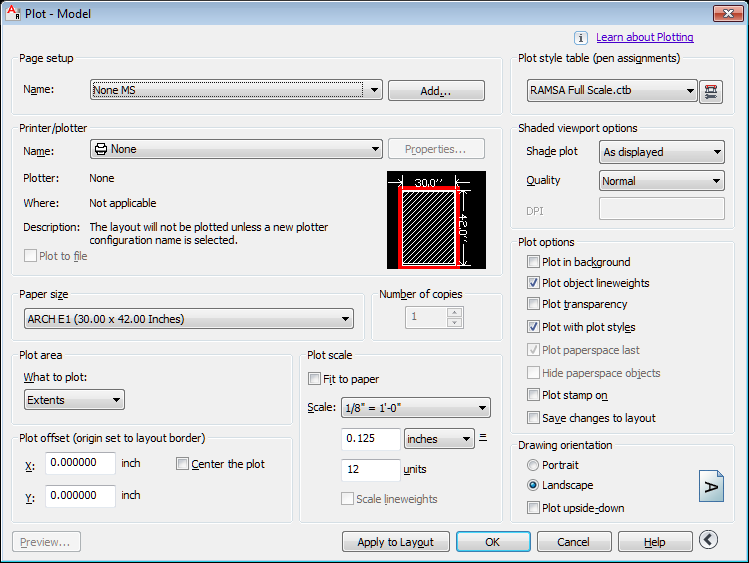 Plot - Model
Learn about Plotting
Page setup
Name:
None MS
Add...
Printer/plotter
Name:
None
Properties...
Plotter:
None
Where:
Not applicable
Description:
The layout will not be plotted unless a new plotter
configuration name is selected.
Plot to file
30.0''
42.0''
Paper size
ARCH E1 (30.00 x 42.00 Inches)
Number of copies
1
Plot area
What to plot:
Extents
Plot offset (origin set to layout border)
X:
0.000000
inch
Center the plot
Y:
0.000000
inch
Plot scale
Fit to paper
Scale:
1/8" = 1'-0"
0.125
inches
=
12
units
Scale lineweights
Plot style table (pen assignments)
RAMSA Full Scale.ctb
Shaded viewport options
Shade plot
As displayed
Quality
Normal
DPI
Plot options
Plot in background
Plot object lineweights
Plot transparency
Plot with plot styles
Plot paperspace last
Hide paperspace objects
Plot stamp on
Save changes to layout
Drawing orientation
Portrait
Landscape
Plot upside-down
A
Preview...
Apply to Layout
OK
Cancel
Help